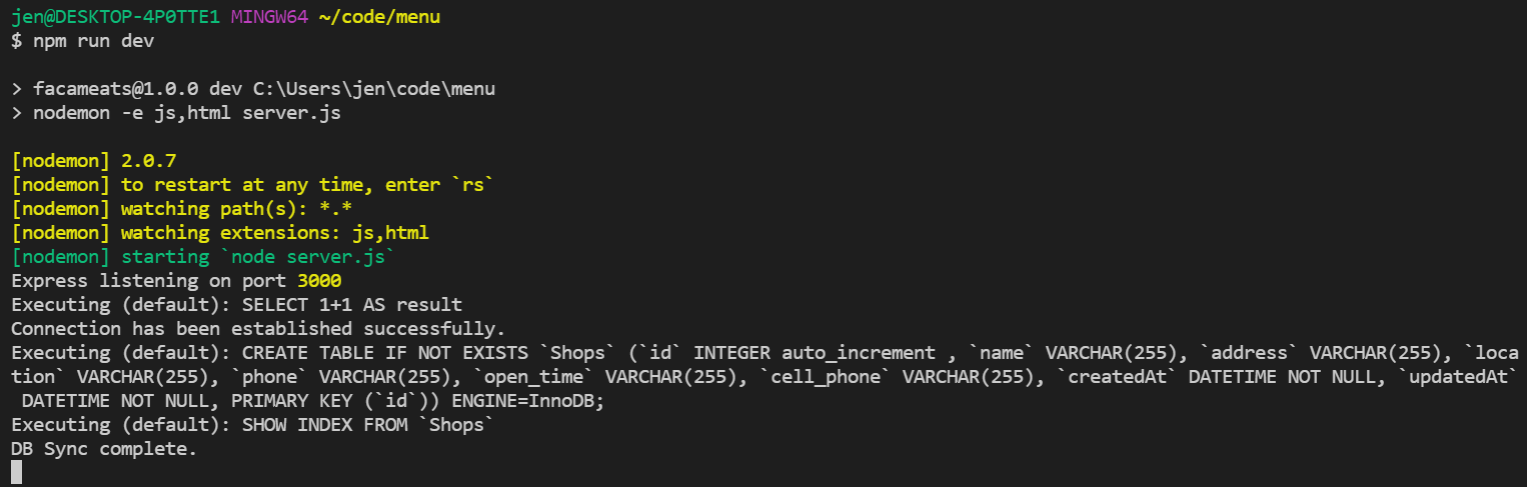 jen@DESKTOP-4P0TTE1 MINGW64 ~/code/menu
$ npm run dev
> facameats@1.0.0 dev C:\Users\jen\code\menu
> nodemon -e js,html server.js
[nodemon] 2.0.7
[nodemon] to restart at any time, enter `rs`
[nodemon] watching path(s): *.*
[nodemon] watching extensions: js,html
[nodemon] starting `node server.js`
Express listening on port 3000
Executing (default): SELECT 1+1 AS result
Connection has been established successfully.
Executing (default): CREATE TABLE IF NOT EXISTS `Shops` (`id` INTEGER auto_increment , `name` VARCHAR(255), `address` VARCHAR(255), `loca
tion` VARCHAR(255), `phone` VARCHAR(255), `open_time` VARCHAR(255), `cell_phone` VARCHAR(255), `createdAt` DATETIME NOT NULL, `updatedAt`
 DATETIME NOT NULL, PRIMARY KEY (`id`)) ENGINE=InnoDB;
Executing (default): SHOW INDEX FROM `Shops`
DB Sync complete.